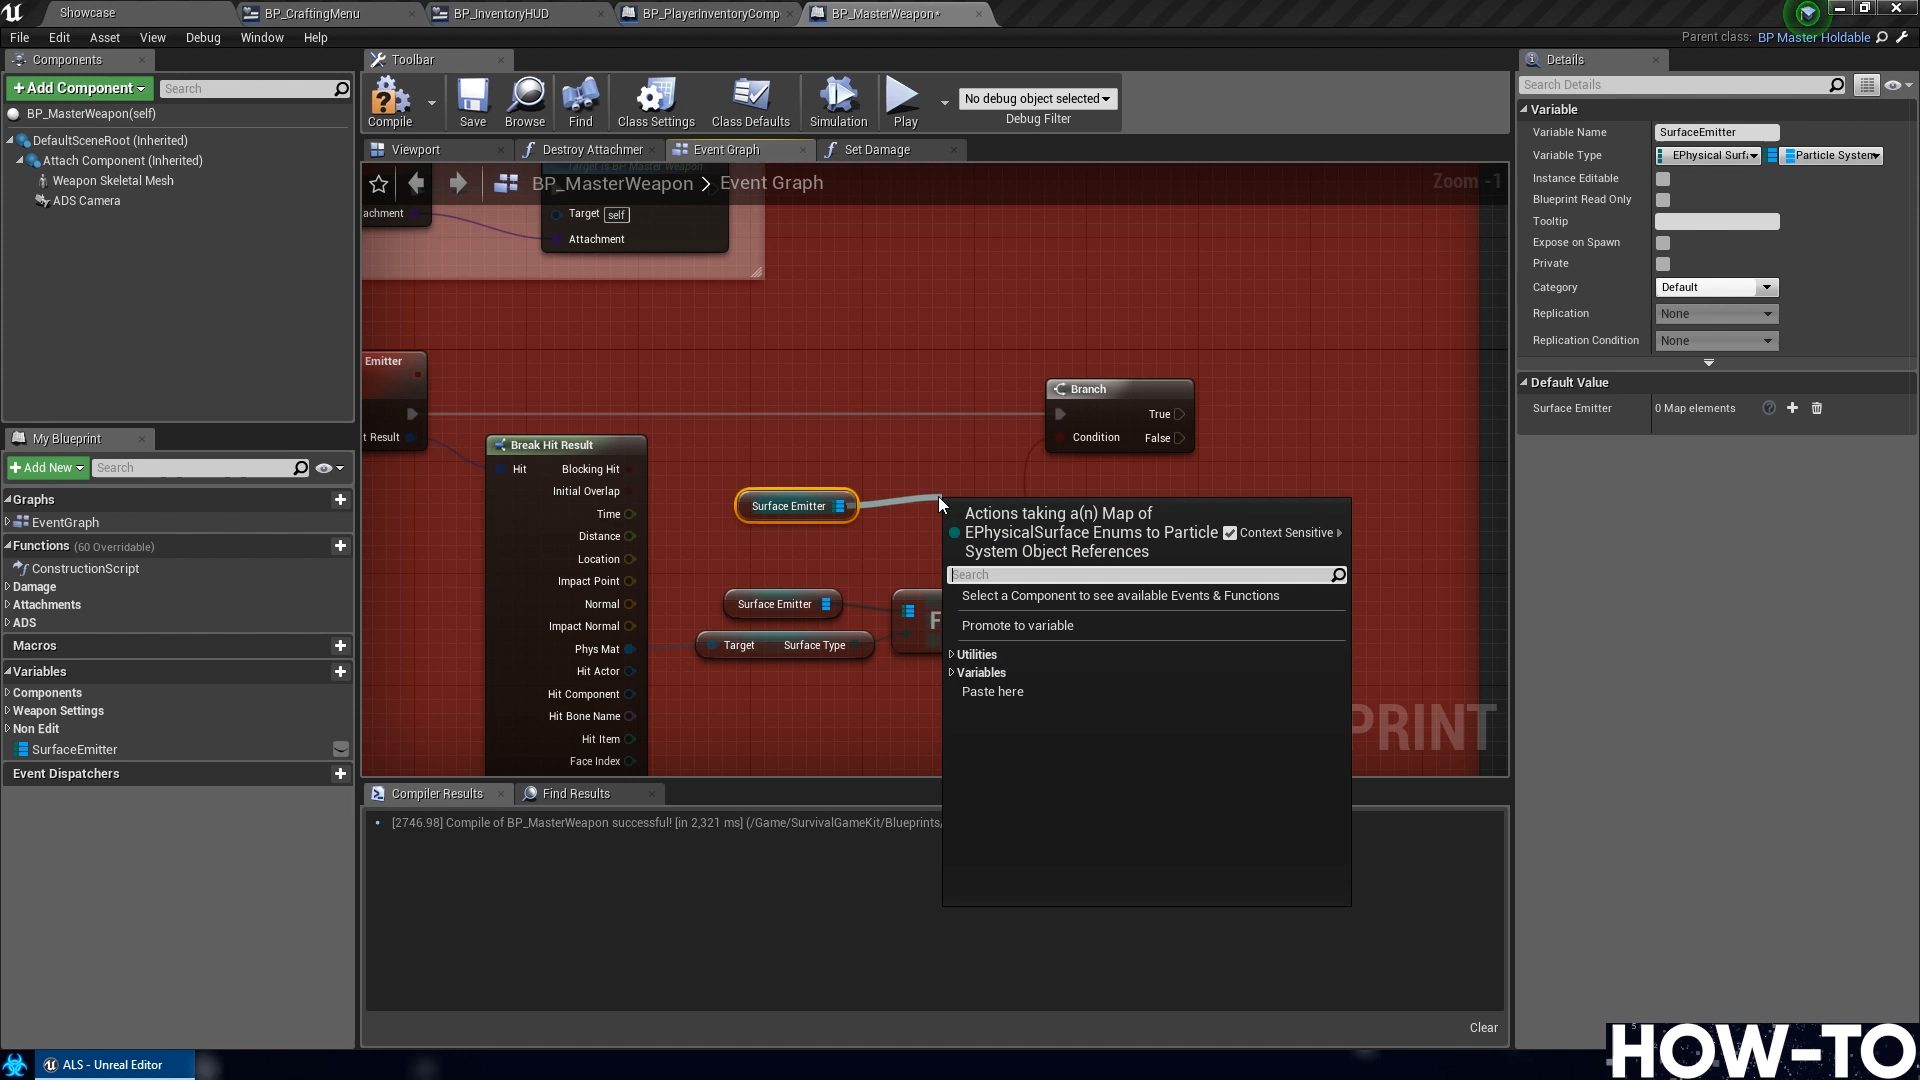 Showcase
BP_CraftingMenu
BP_InventoryHUD
BP_PlayerInventoryComp
BP_MasterWeapon*
File Edit Asset View Debug Window Help
Parent class: BP Master Holdable
Components
+Add Component
Search
BP_MasterWeapon(self)
DefaultSceneRoot (Inherited)
Attach Component (Inherited)
Weapon Skeletal Mesh
ADS Camera
My Blueprint
+Add New
Search
Graphs
EventGraph
Functions (60 Overridable)
ConstructionScript
Damage
Attachments
ADS
Macros
Variables
Components
Weapon Settings
Non Edit
SurfaceEmitter
Event Dispatchers
Toolbar
Compile
Save
Browse
Find
Class Settings
Class Defaults
Simulation
Play
No debug object selected
Debug Filter
Viewport
Destroy Attachmer
Event Graph
Set Damage
Target is BP Master Weapon
BP_MasterWeapon > Event Graph
Zoom -1
achment
Target self
Attachment
Emitter
t Result
Break Hit Result
Hit
Blocking Hit
Initial Overlap
Time
Distance
Location
Impact Point
Normal
Impact Normal
Phys Mat
Hit Actor
Hit Component
Hit Bone Name
Hit Item
Face Index
Surface Emitter
Surface Emitter
Target Surface Type
F
Branch
True
Condition False
Actions taking a(n) Map of
EPhysicalSurface Enums to Particle
System Object References
Context Sensitive
Search
Select a Component to see available Events & Functions
Promote to variable
Utilities
Variables
Paste here
PRINT
Compiler Results
Find Results
[2746.98] Compile of BP_MasterWeapon successful! [in 2,321 ms] (/Game/SurvivalGameKit/Blueprints/
Clear
Details
Search Details
Variable
Variable Name SurfaceEmitter
Variable Type EPhysical Surf Particle System
Instance Editable
Blueprint Read Only
Tooltip
Expose on Spawn
Private
Category Default
Replication None
Replication Condition None
Default Value
Surface Emitter 0 Map elements
ALS - Unreal Editor
HOW-TO